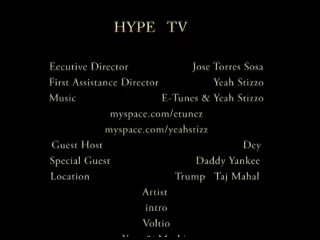 HYPE TV
Eecutive Director Jose Torres Sosa
First Assistance Director Yeah Stizzo
Music E-Tunes & Yeah Stizzo
myspace.com/etunez
myspace.com/yeahstizz
Guest Host Dey
Special Guest Daddy Yankee
Location Trump Taj Mahal
Artist
intro
Voltio